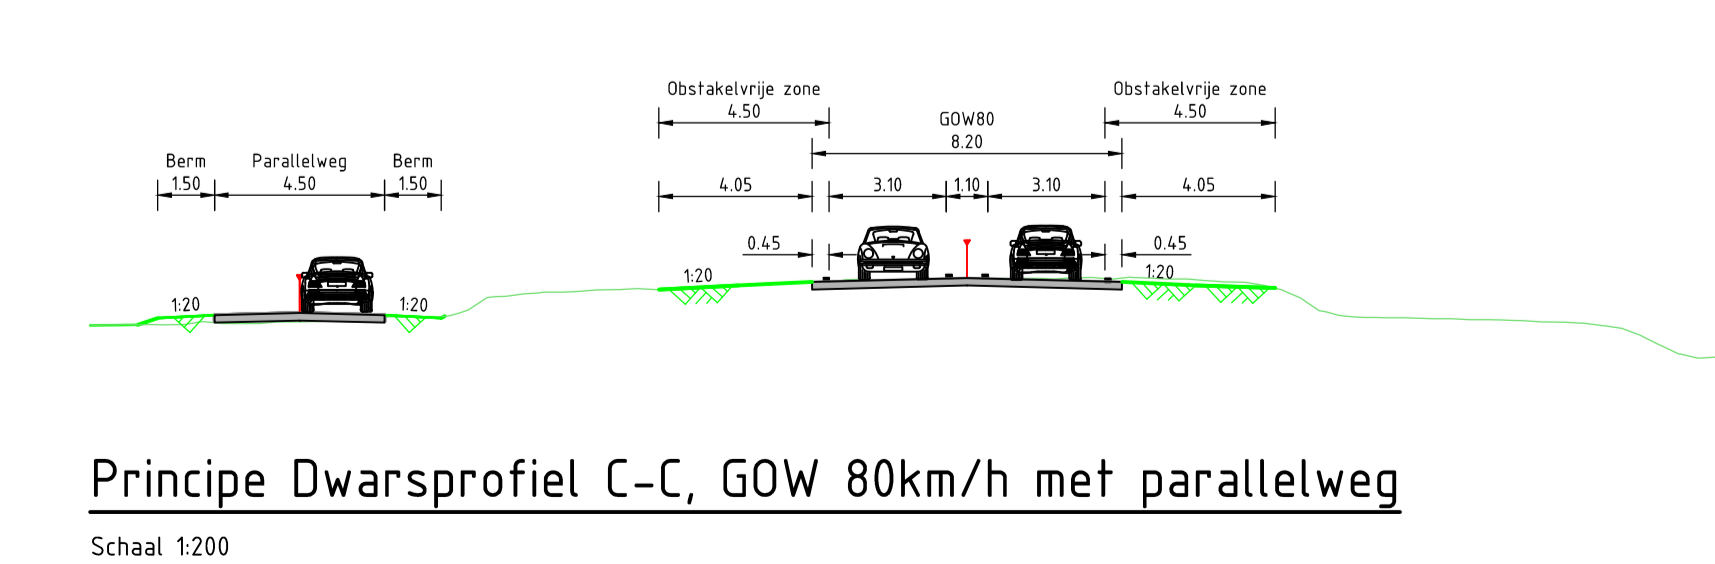 Obstakelvrije zone
4.50
Obstakelvrije zone
4.50
GOW80
8.20
Berm
1.50
Parallelweg
4.50
Berm
1.50
4.05
3.10
1.10
3.10
4.05
0.45
0.45
1:20
1:20
1:20
1:20
Principe Dwarsprofiel C-C, GOW 80km/h met parallelweg
Schaal 1:200